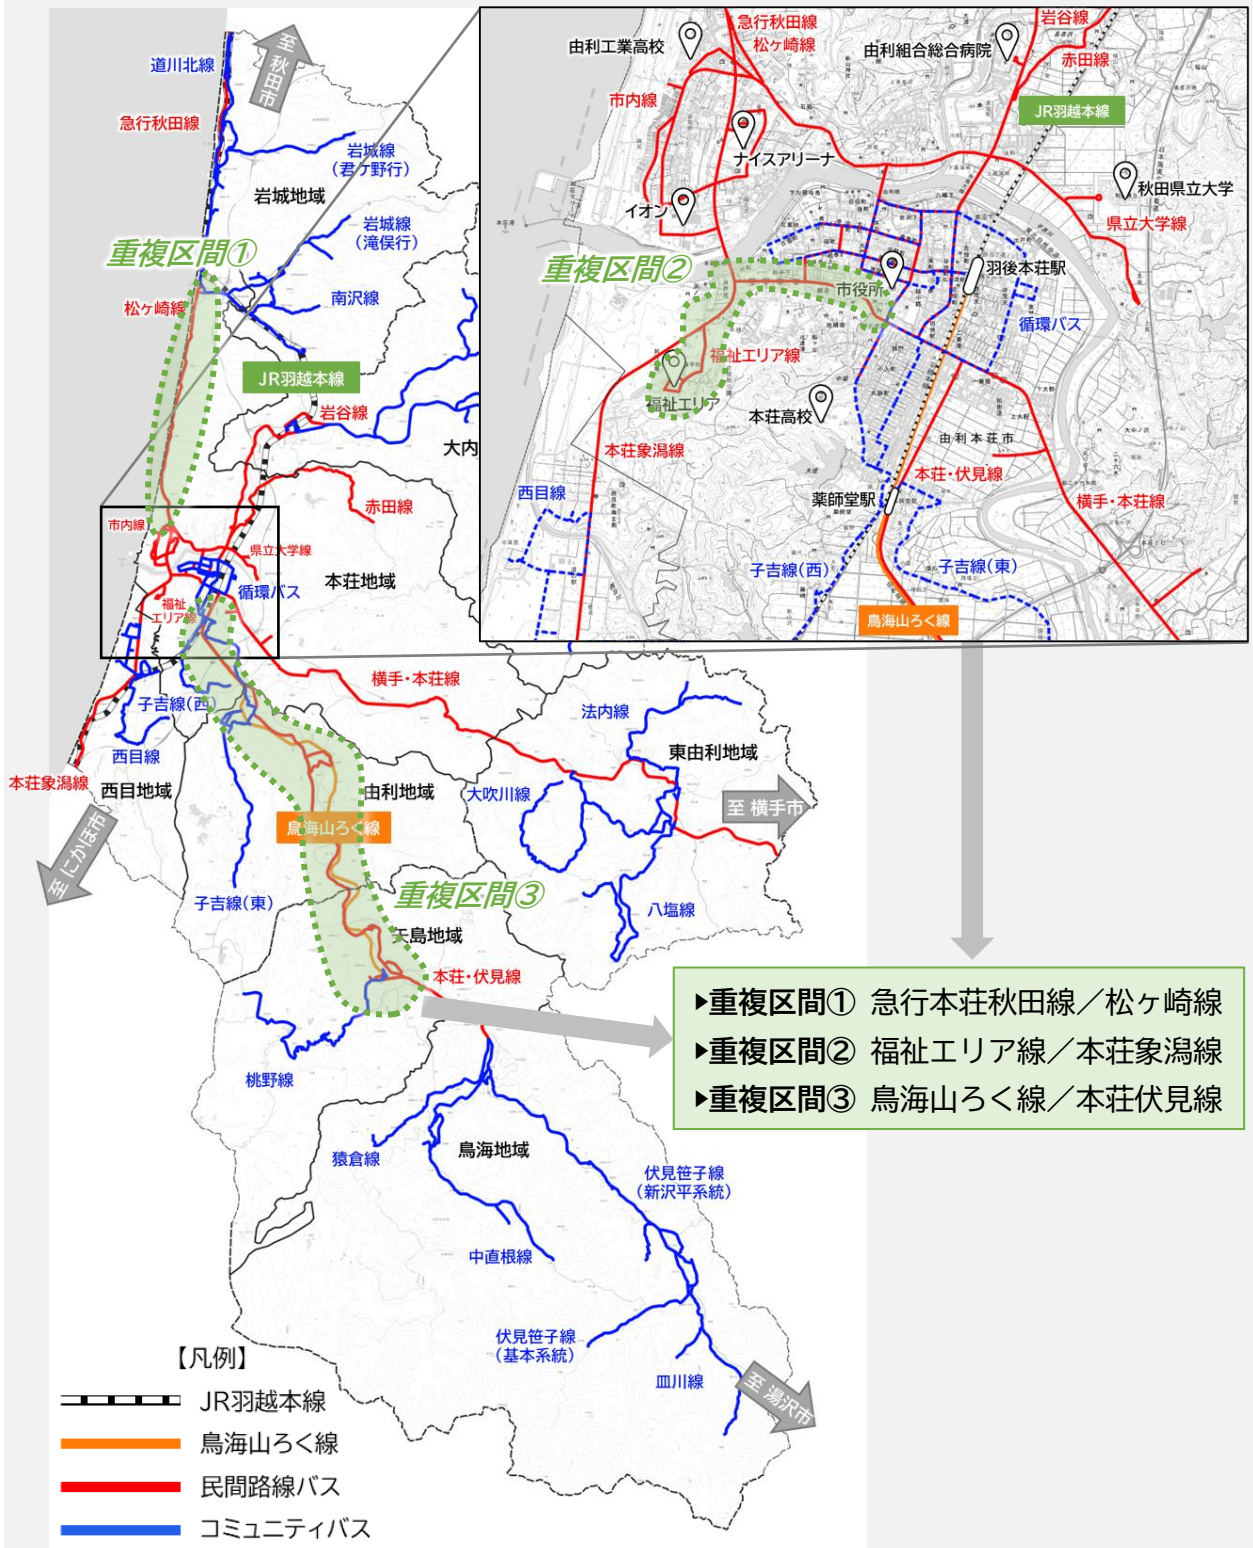 道川北線
至 秋田市
急行秋田線
岩城線
(君ケ野行)
岩城地域
岩城線
(滝俣行)
重複区間①
松ヶ崎線
南沢線
JR羽越本線
岩谷線
大内
赤田線
市内線
県立大学線
本荘地域
循環バス
福祉
エリア線
横手・本荘線
子吉線(西)
西目線
本荘象潟線
西目地域
至 にかほ市
由利地域
鳥海山ろく線
法内線
東由利地域
大吹川線
至 横手市
八塩線
子吉線(東)
重複区間③
矢島地域
本荘・伏見線
桃野線
猿倉線
鳥海地域
伏見笹子線
(新沢平系統)
中直根線
伏見笹子線
(基本系統)
皿川線
至 湯沢市
急行秋田線
松ヶ崎線
由利工業高校
由利組合総合病院
岩谷線
赤田線
市内線
JR羽越本線
ナイスアリーナ
秋田県立大学
イオン
県立大学線
重複区間②
市役所
羽後本荘駅
循環バス
福祉エリア線
福祉エリア
本荘高校
由利本荘市
本荘象潟線
本荘・伏見線
西目線
薬師堂駅
横手・本荘線
子吉線(西)
子吉線(東)
鳥海山ろく線
▶重複区間① 急行本荘秋田線／松ヶ崎線
▶重複区間② 福祉エリア線／本荘象潟線
▶重複区間③ 鳥海山ろく線／本荘伏見線
【凡例】
JR羽越本線
鳥海山ろく線
民間路線バス
コミュニティバス